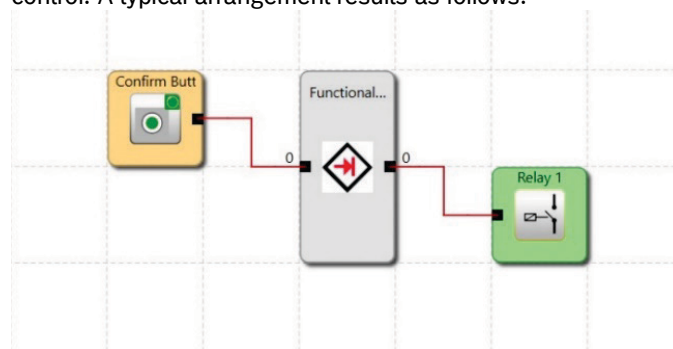 control. A typical arrangement results as follows:
Confirm Butt
Functional...
0
0
Relay 1